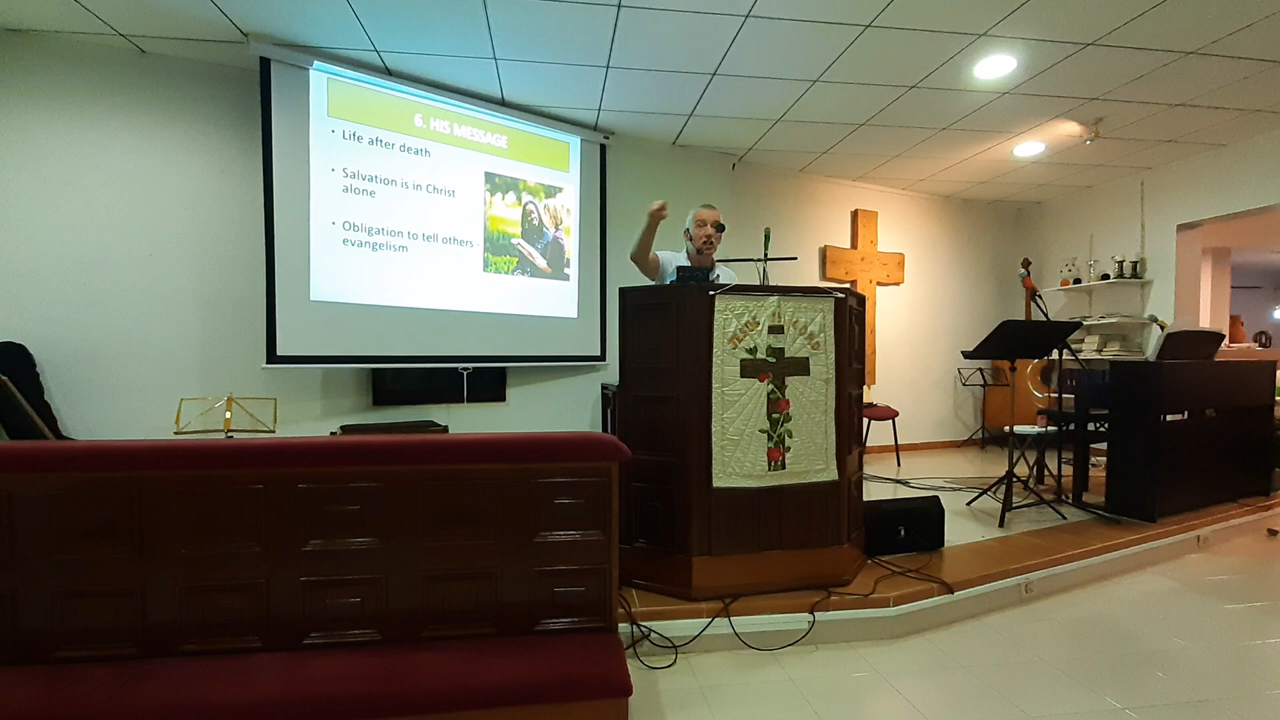 6. HIS MESSAGE
• Life after death
• Salvation is in Christ
alone
• Obligation to tell others -
evangelism